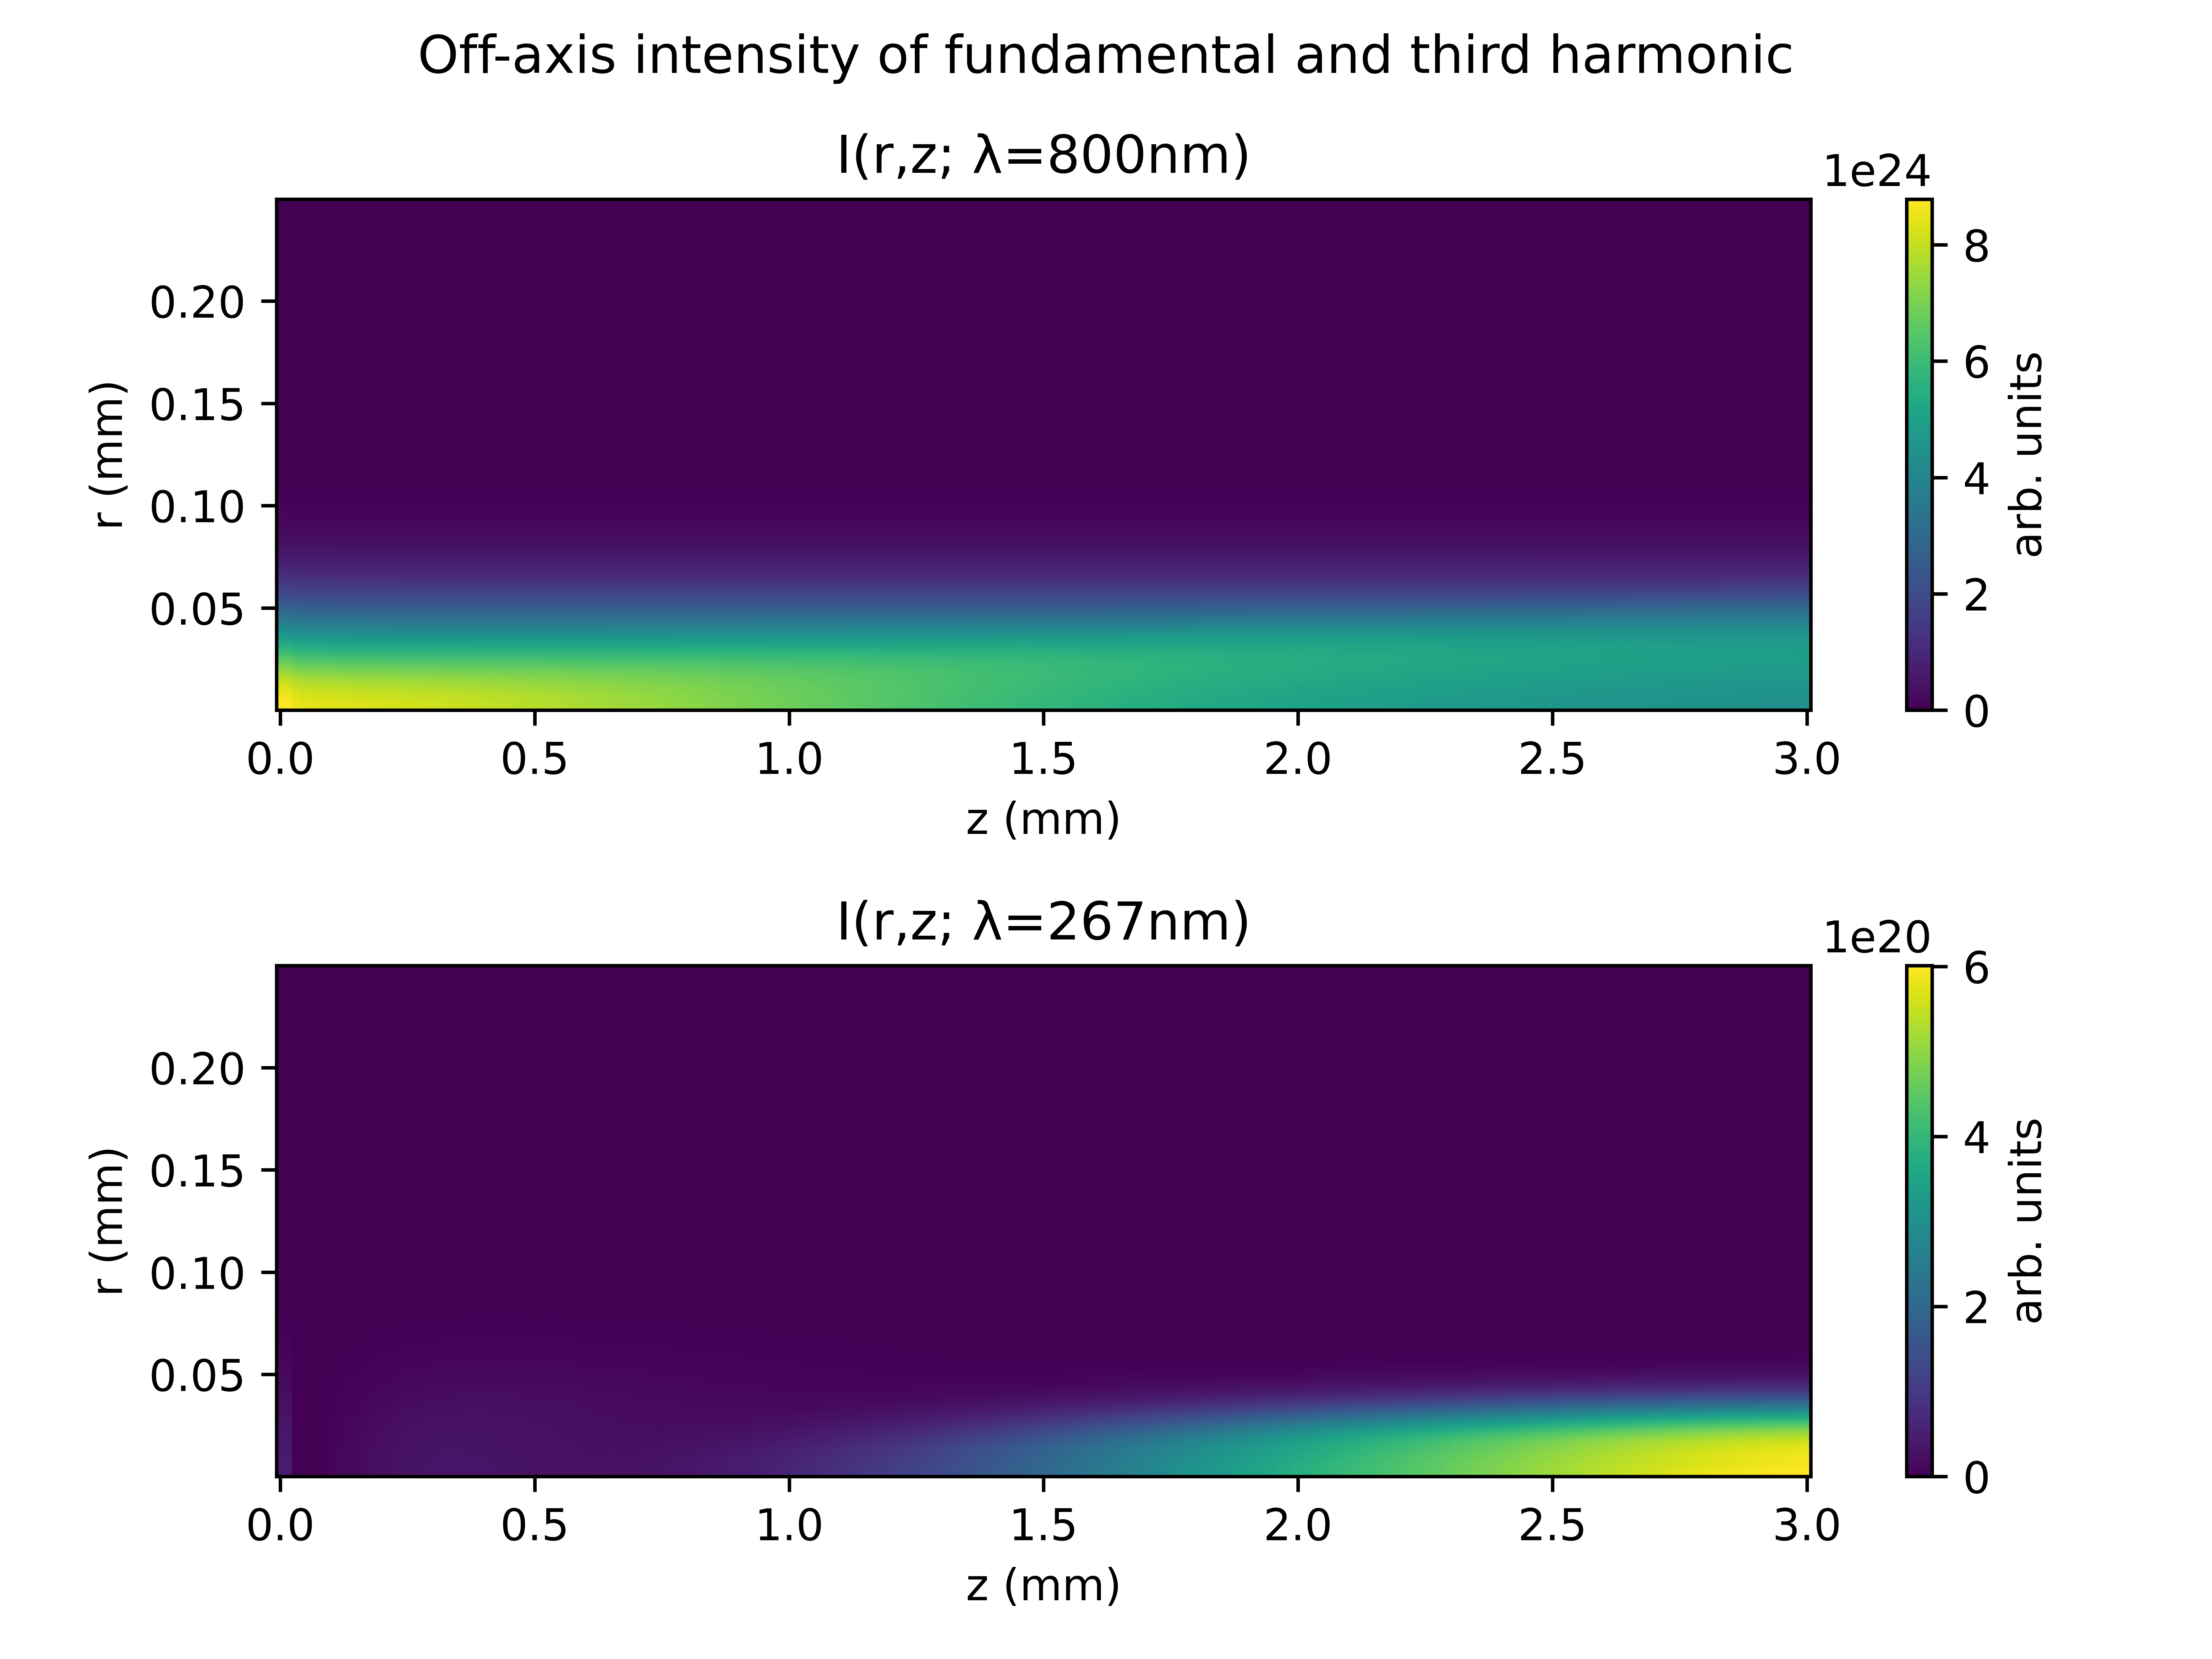 Off-axis intensity of fundamental and third harmonic
I(r,z; λ=800nm)
1e24
8
6
4
2
0
arb. units
0.20
0.15
0.10
0.05
r (mm)
0.0 0.5 1.0 1.5 2.0 2.5 3.0
z (mm)
I(r,z; λ=267nm)
1e20
6
4
2
0
arb. units
0.20
0.15
0.10
0.05
r (mm)
0.0 0.5 1.0 1.5 2.0 2.5 3.0
z (mm)